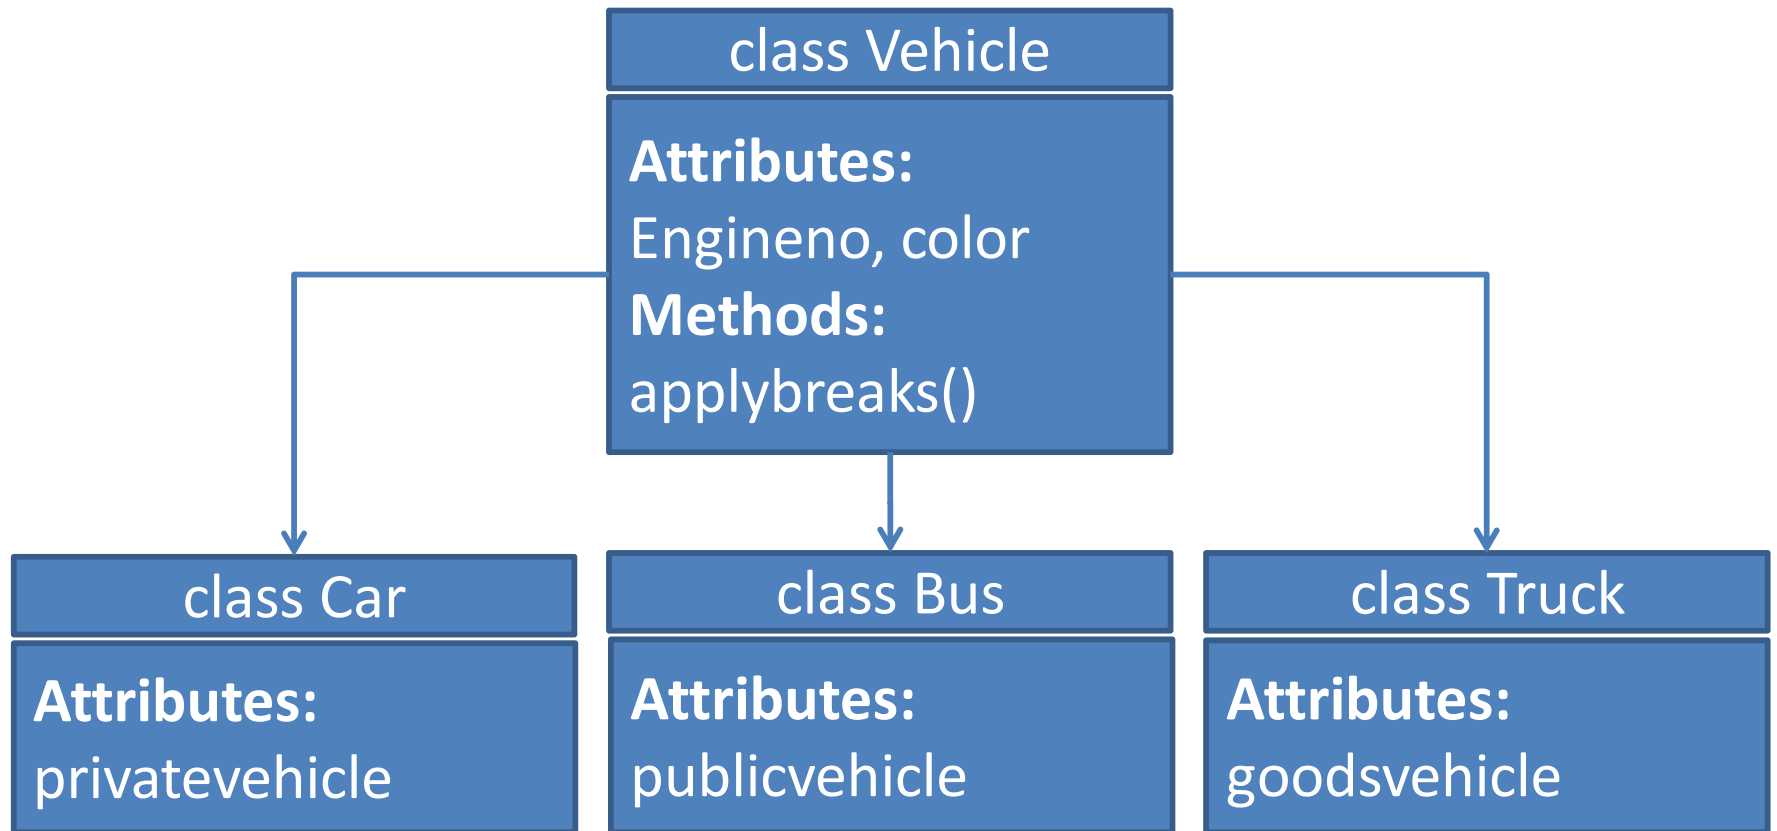 class Vehicle
Attributes:
Engineno, color
Methods:
applybreaks()
class Car
Attributes:
privatevehicle
class Bus
Attributes:
publicvehicle
class Truck
Attributes:
goodsvehicle